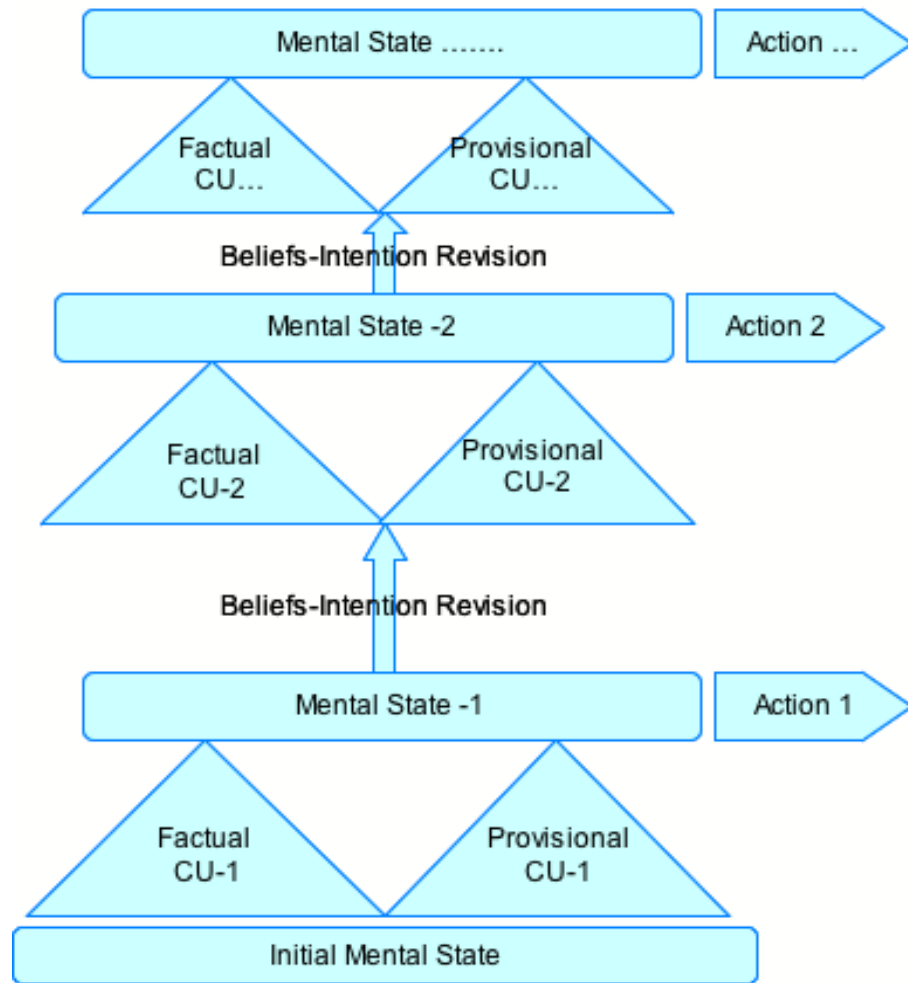 Mental State .......
Action ...
Factual
CU...
Provisional
CU...
Beliefs-Intention Revision
Mental State -2
Action 2
Factual
CU-2
Provisional
CU-2
Beliefs-Intention Revision
Mental State -1
Action 1
Factual
CU-1
Provisional
CU-1
Initial Mental State